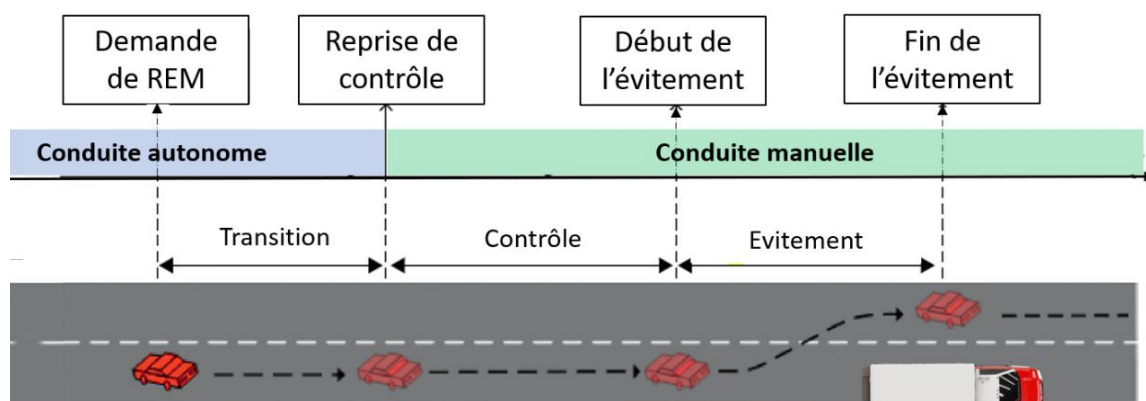 Demande
de REM
Reprise de
contrôle
Début de
l'évitement
Fin de
l'évitement
Conduite autonome
Conduite manuelle
Transition
Contrôle
Evitement